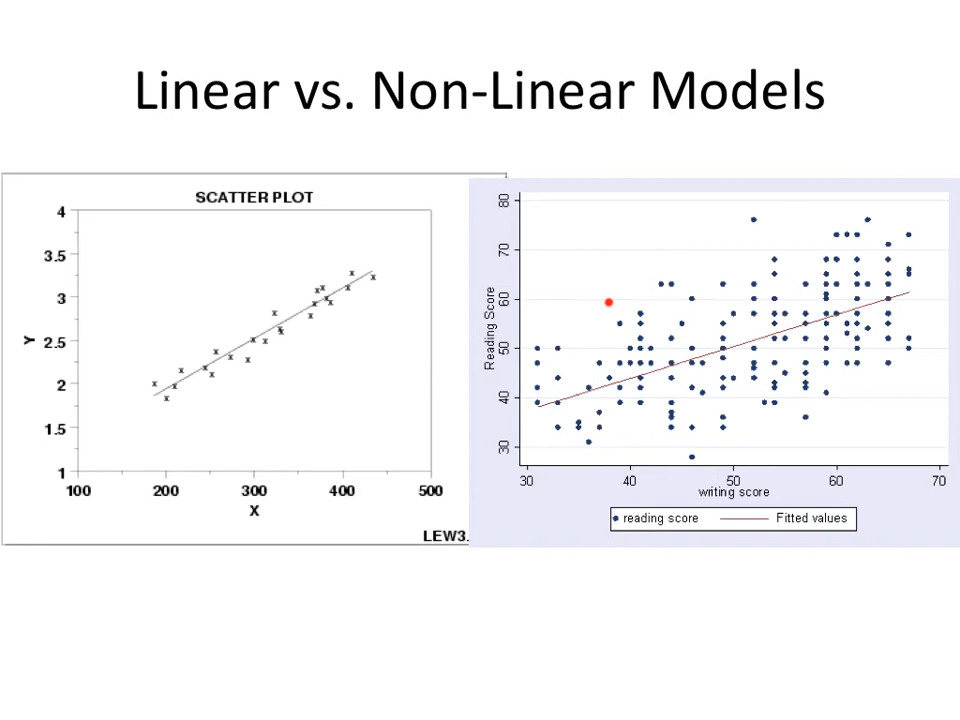 Linear vs. Non-Linear Models
SCATTER PLOT
4
3.5
3
2.5
2
1.5
1
Y
100 200 300 400 500
X
LEW3.
80
70
60
50
40
30
Reading Score
30 40 50 60 70
writing score
reading score Fitted values